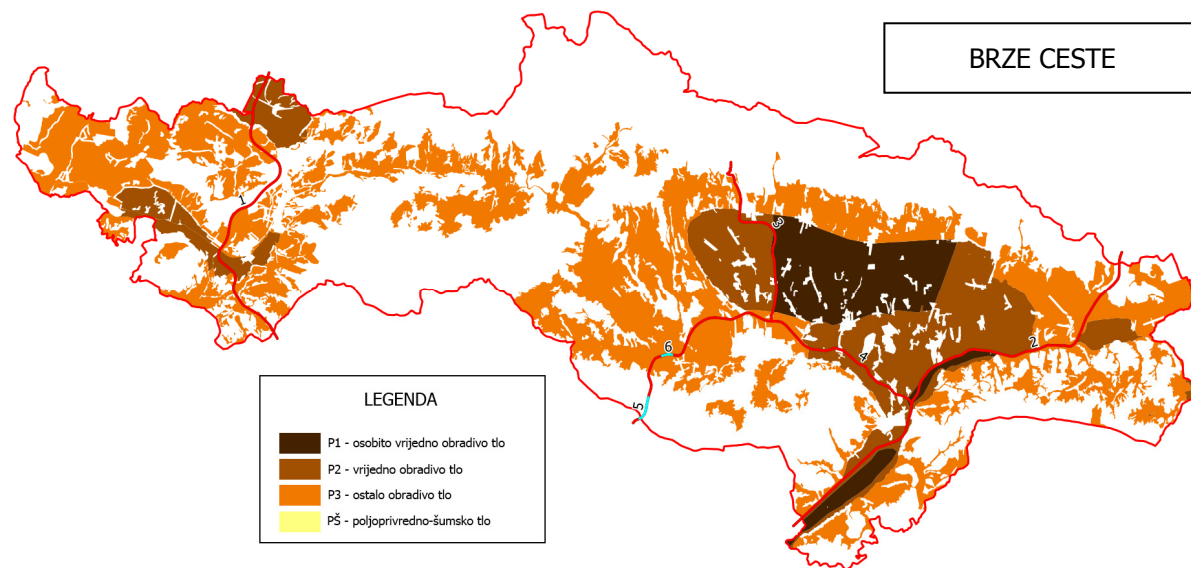 BRZE CESTE
1
3
2
6
4
5
LEGENDA
P1 - osobito vrijedno obradivo tlo
P2 - vrijedno obradivo tlo
P3 - ostalo obradivo tlo
PŠ - poljoprivredno-šumsko tlo